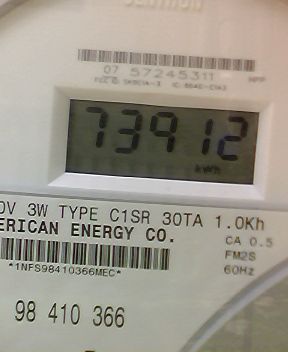 CENTRON
07 57245311
73912
kWh
0V 3W TYPE C1SR 30TA 1.0Kh
ERICAN ENERGY CO.
CA 0.5
FM2S
60Hz
*1NFS98410366MEC*
98 410 366